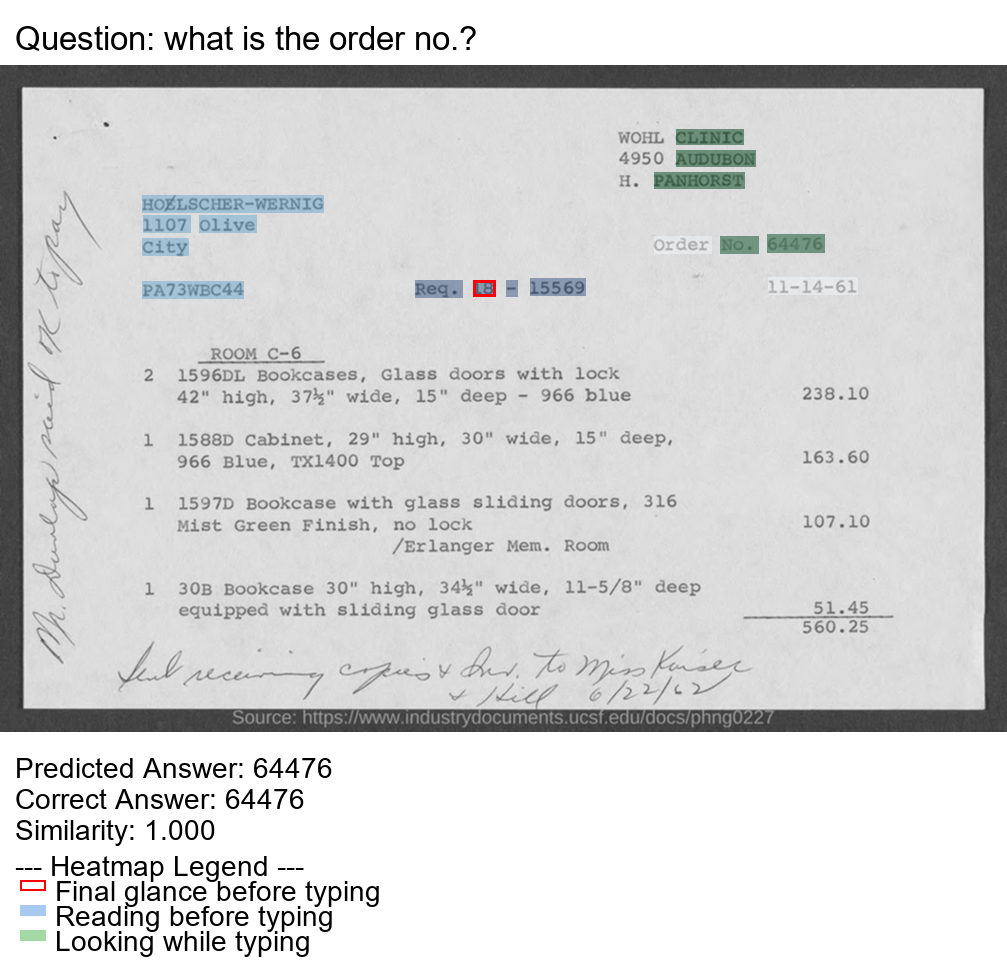 Question: what is the order no.?
WOHL CLINIC
4950 AUDUBON
H. PANHORST
HOELSCHER-WERNIG
1107 Olive
City
Order No. 64476
PA73WBC44 Req. L8 - 15569 11-14-61
ROOM C-6
2 1596DL Bookcases, Glass doors with lock
42" high, 37½" wide, 15" deep - 966 blue 238.10
1 1588D Cabinet, 29" high, 30" wide, 15" deep,
966 Blue, TX1400 Top 163.60
1 1597D Bookcase with glass sliding doors, 316
Mist Green Finish, no lock 107.10
/Erlanger Mem. Room
1 30B Bookcase 30" high, 34½" wide, 11-5/8" deep
equipped with sliding glass door 51.45
560.25
Mr. Dunlap said OK to pay
Sent receiving copies & Inv. to Miss Kaiser
& Hill 6/22/62
Source: https://www.industrydocuments.ucsf.edu/docs/phng0227
Predicted Answer: 64476
Correct Answer: 64476
Similarity: 1.000
--- Heatmap Legend ---
Final glance before typing
Reading before typing
Looking while typing